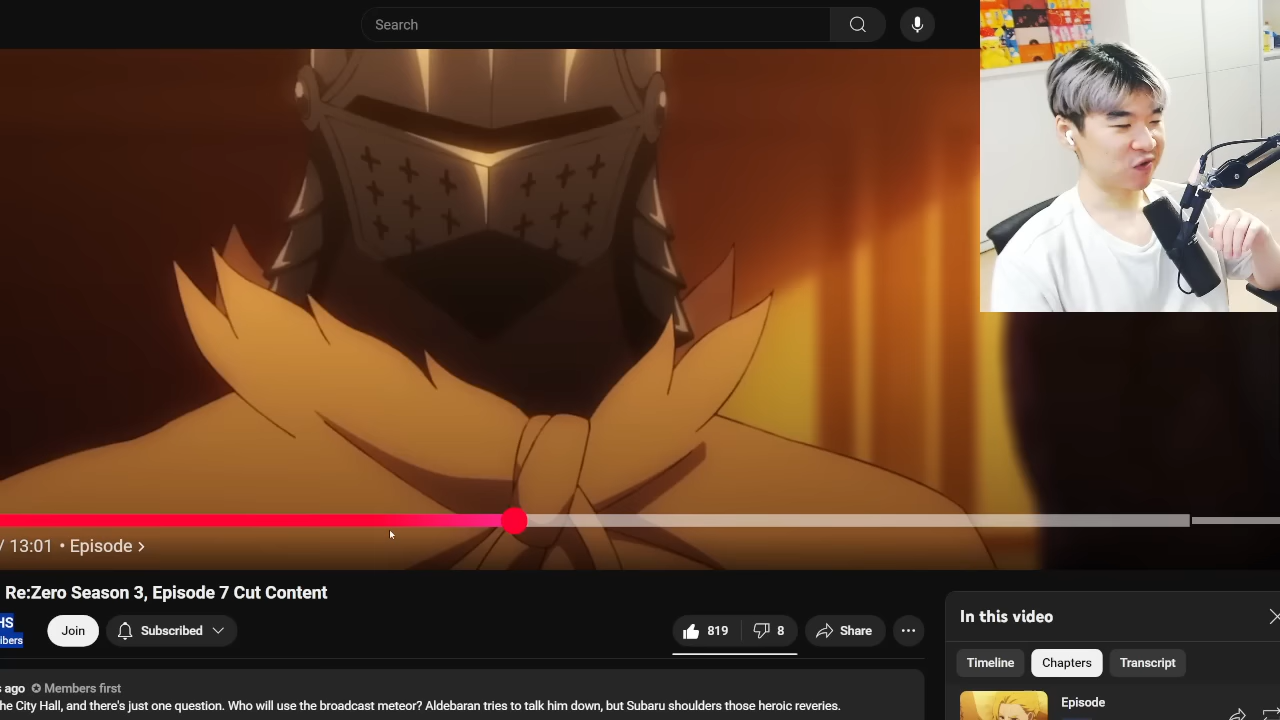 Search
/ 13:01 • Episode >
Re:Zero Season 3, Episode 7 Cut Content
HS
ibers
Join
Subscribed
819
8
Share
s ago Members first
he City Hall, and there's just one question. Who will use the broadcast meteor? Aldebaran tries to talk him down, but Subaru shoulders those heroic reveries.
In this video
Timeline
Chapters
Transcript
Episode